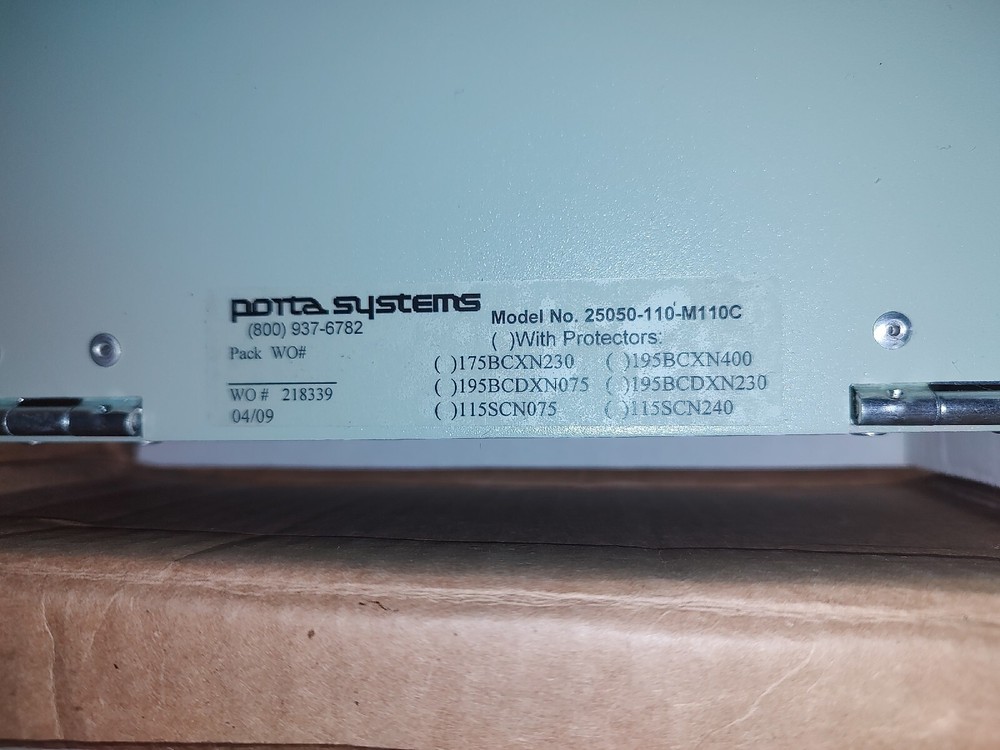 porta systems
(800) 937-6782
Pack WO#
WO # 218339
04/09
Model No. 25050-110-M110C
( )With Protectors:
( )175BCXN230 ( )195BCXN400
( )195BCDXN075 ( )195BCDXN230
( )115SCN075 ( )115SCN240